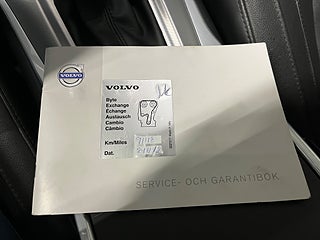 VOLVO
VOLVO
Byte
Exchange
Echange
Austausch
Cambio
Câmbio
Km/Miles
Dat.
SERVICE- OCH GARANTIBOK